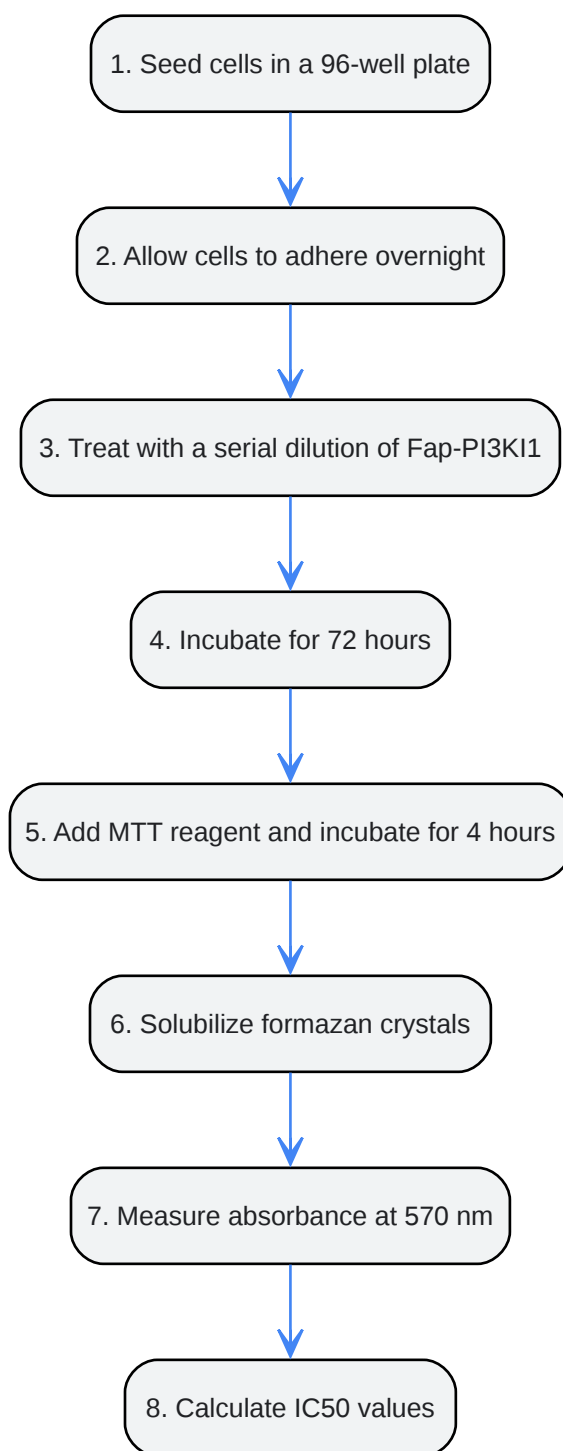 1. Seed cells in a 96-well plate
2. Allow cells to adhere overnight
3. Treat with a serial dilution of Fap-PI3KI1
4. Incubate for 72 hours
5. Add MTT reagent and incubate for 4 hours
6. Solubilize formazan crystals
7. Measure absorbance at 570 nm
8. Calculate IC50 values